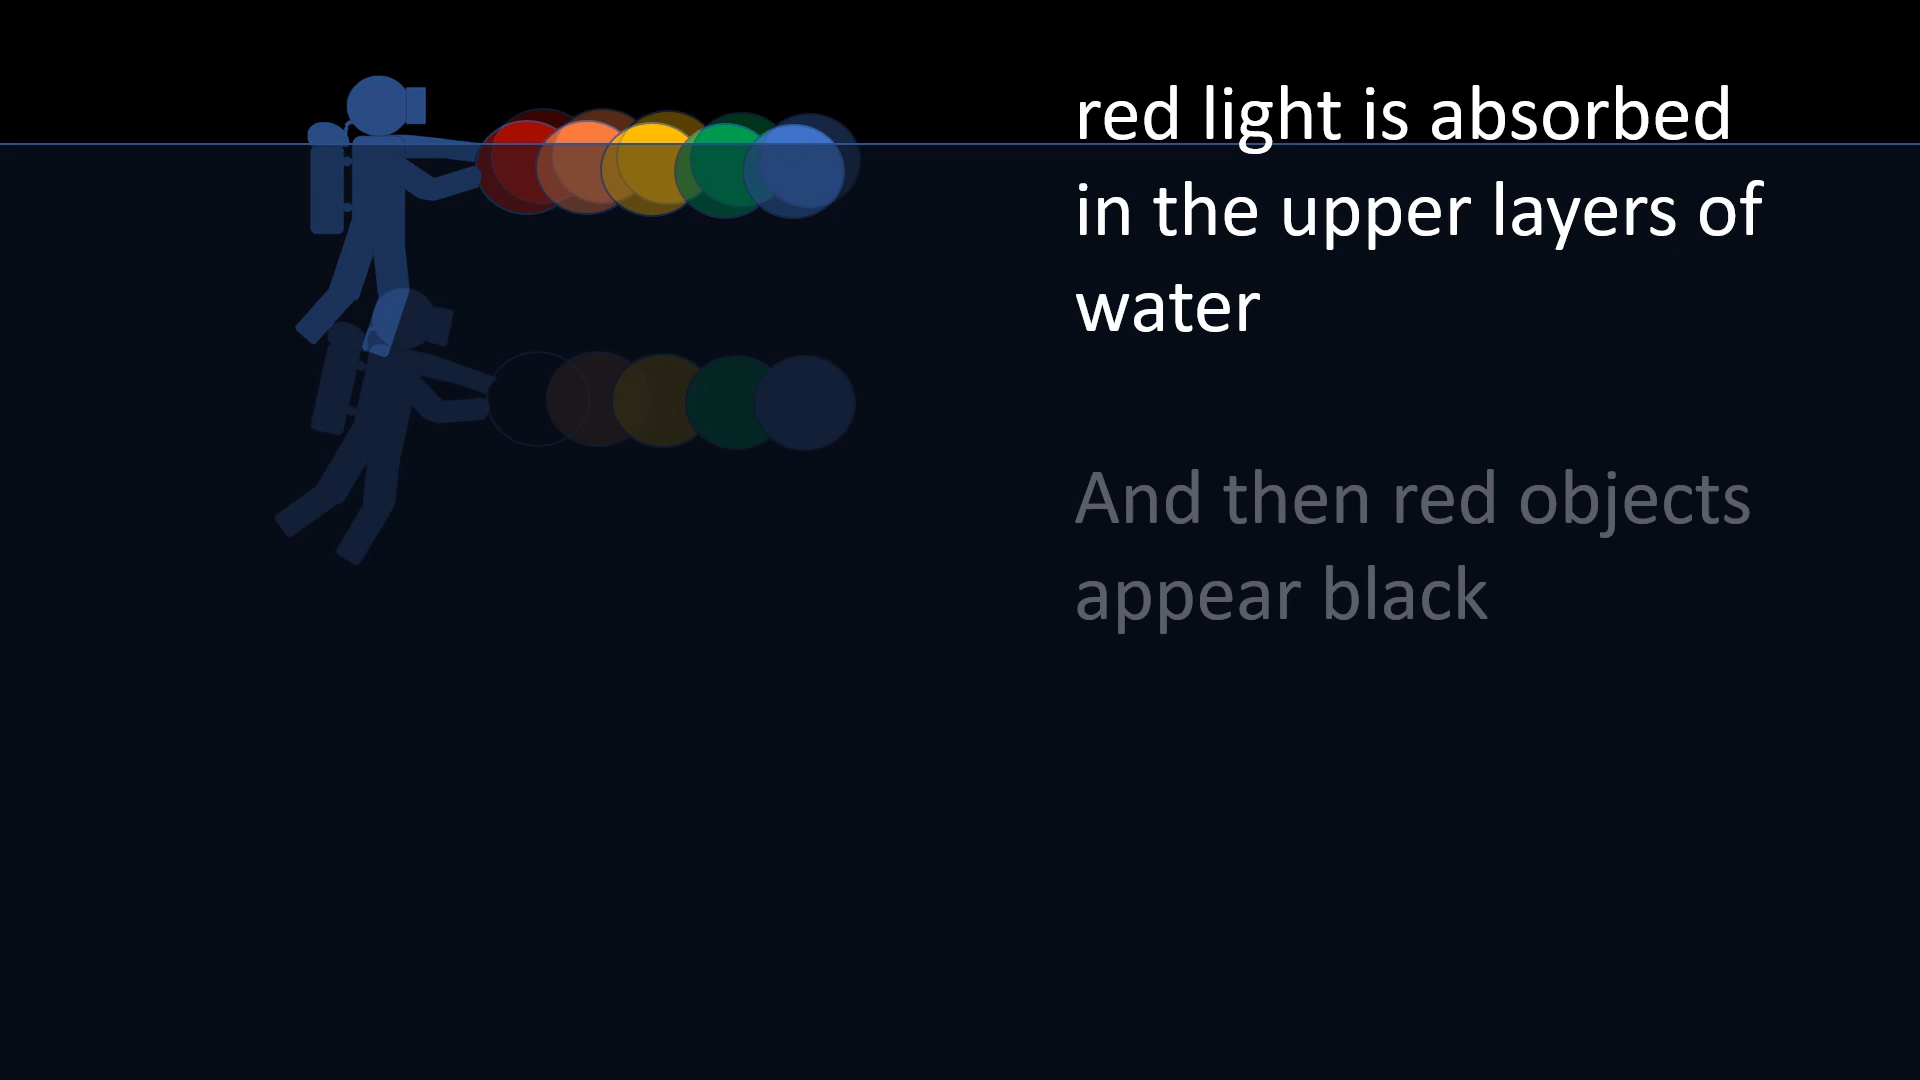 red light is absorbed
in the upper layers of
water
And then red objects
appear black